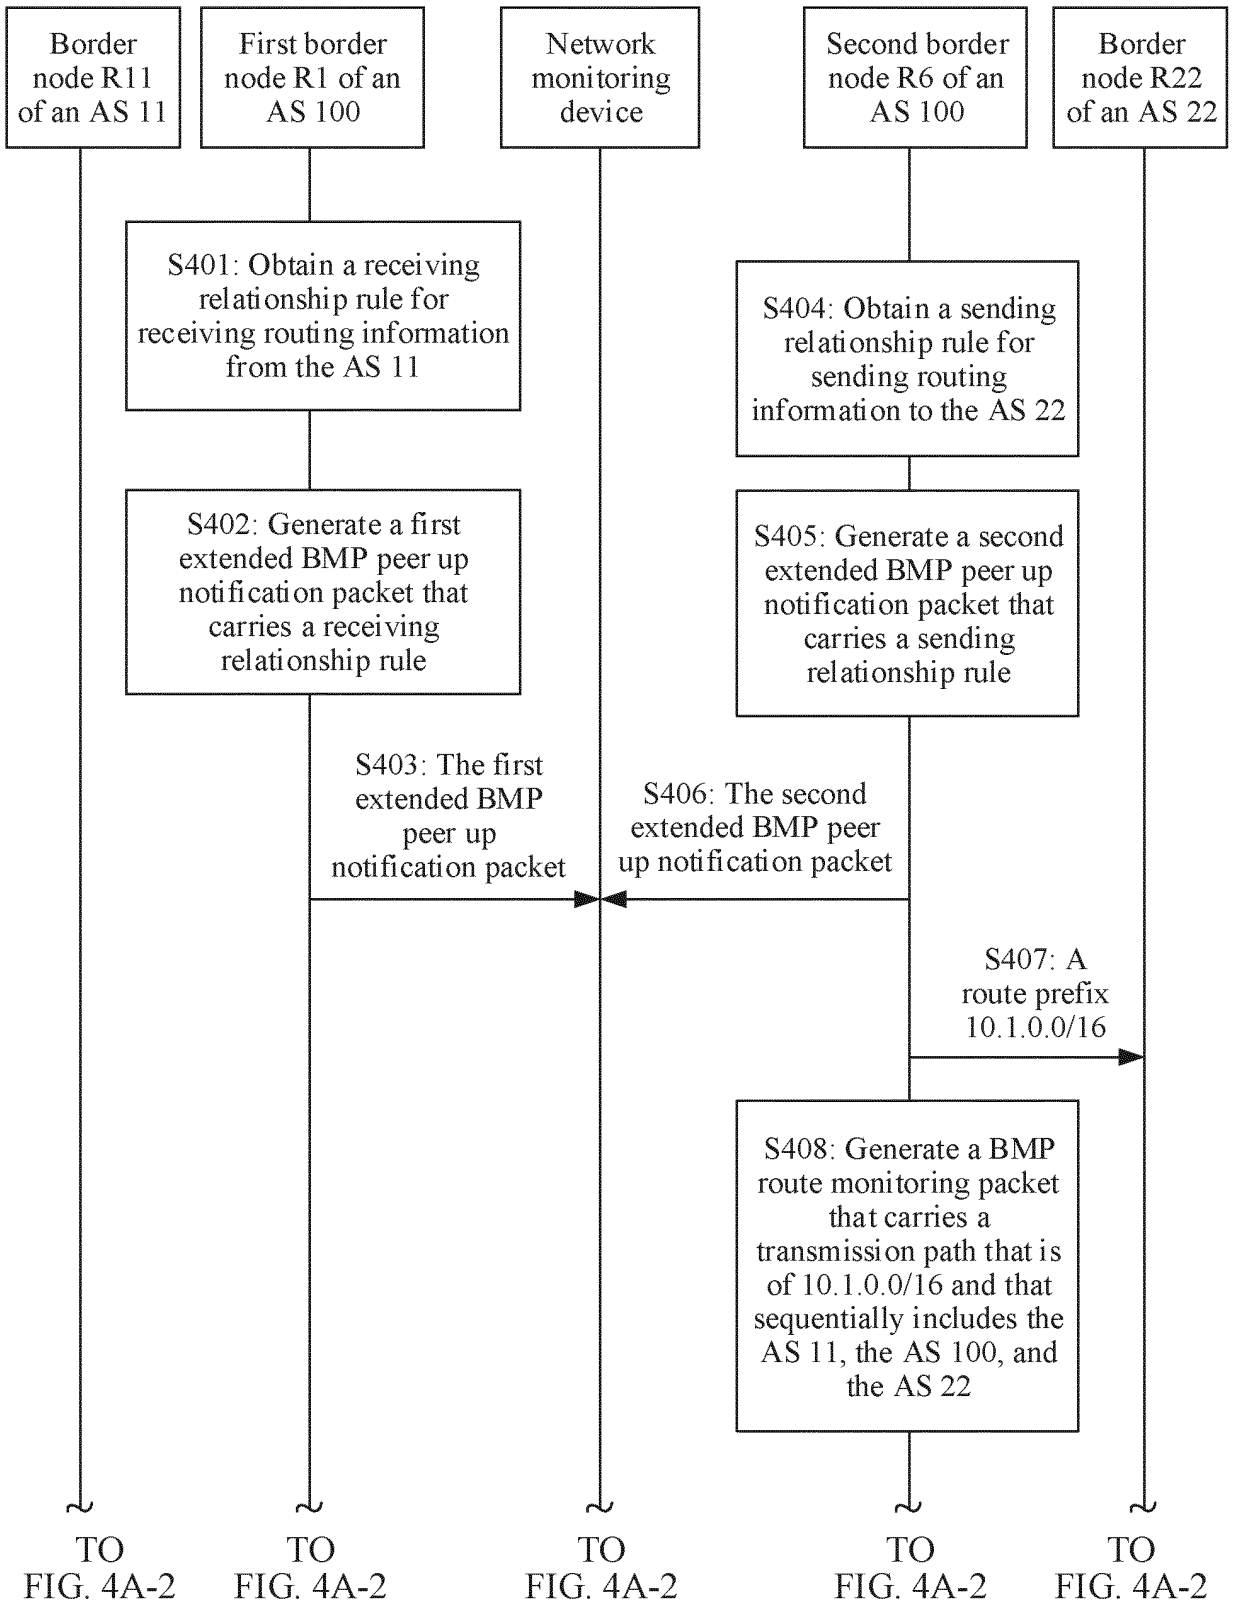 Border
node R11
of an AS 11
First border
node R1 of an
AS 100
Network
monitoring
device
Second border
node R6 of an
AS 100
Border
node R22
of an AS 22
S401: Obtain a receiving
relationship rule for
receiving routing information
from the AS 11
S404: Obtain a sending
relationship rule for
sending routing
information to the AS 22
S402: Generate a first
extended BMP peer up
notification packet that
carries a receiving
relationship rule
S405: Generate a second
extended BMP peer up
notification packet that
carries a sending
relationship rule
S403: The first
extended BMP
peer up
notification packet
S406: The second
extended BMP peer
up notification packet
S407: A
route prefix
10.1.0.0/16
S408: Generate a BMP
route monitoring packet
that carries a
transmission path that is
of 10.1.0.0/16 and that
sequentially includes the
AS 11, the AS 100, and
the AS 22
TO
FIG. 4A-2
TO
FIG. 4A-2
TO
FIG. 4A-2
TO
FIG. 4A-2
TO
FIG. 4A-2